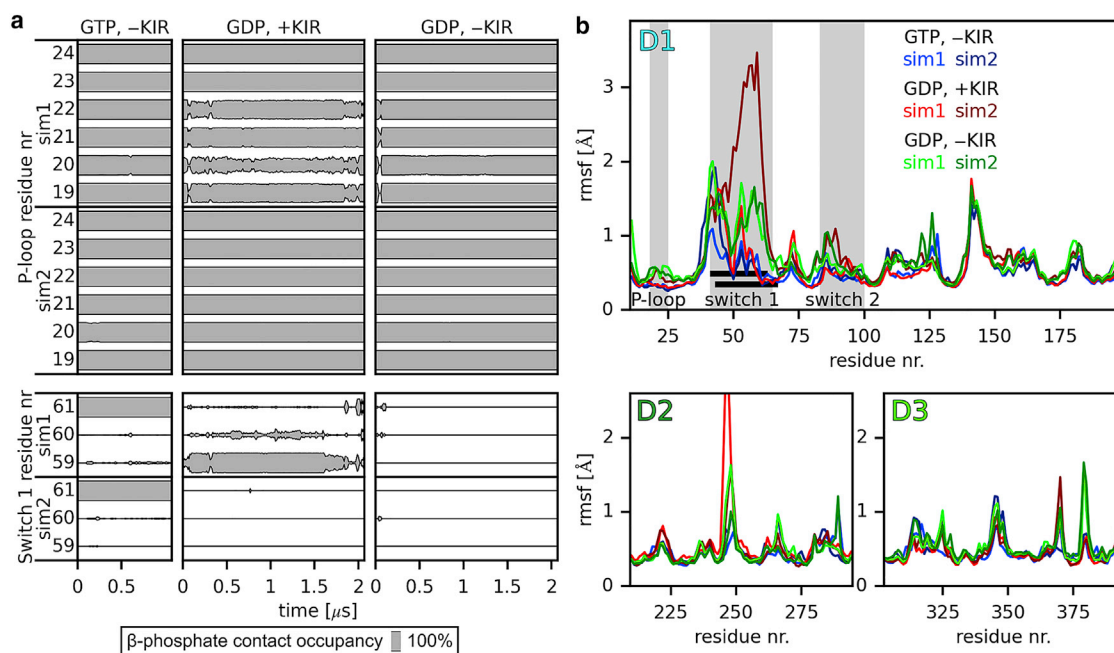 a
GTP, −KIR GDP, +KIR GDP, −KIR
P-loop residue nr
sim1
24
23
22
21
20
19
sim2
24
23
22
21
20
19
Switch 1 residue nr
sim1
61
60
59
sim2
61
60
59
0 0.5 0 0.5 1 1.5 2 0 0.5 1 1.5 2
time [μs]
β-phosphate contact occupancy 100%
b
D1
GTP, −KIR
sim1 sim2
GDP, +KIR
sim1 sim2
GDP, −KIR
sim1 sim2
rmsf [Å]
3
2
1
0
P-loop switch 1 switch 2
25 50 75 100 125 150 175
residue nr.
D2
rmsf [Å]
2
1
0
225 250 275
residue nr.
D3
2
1
0
325 350 375
residue nr.